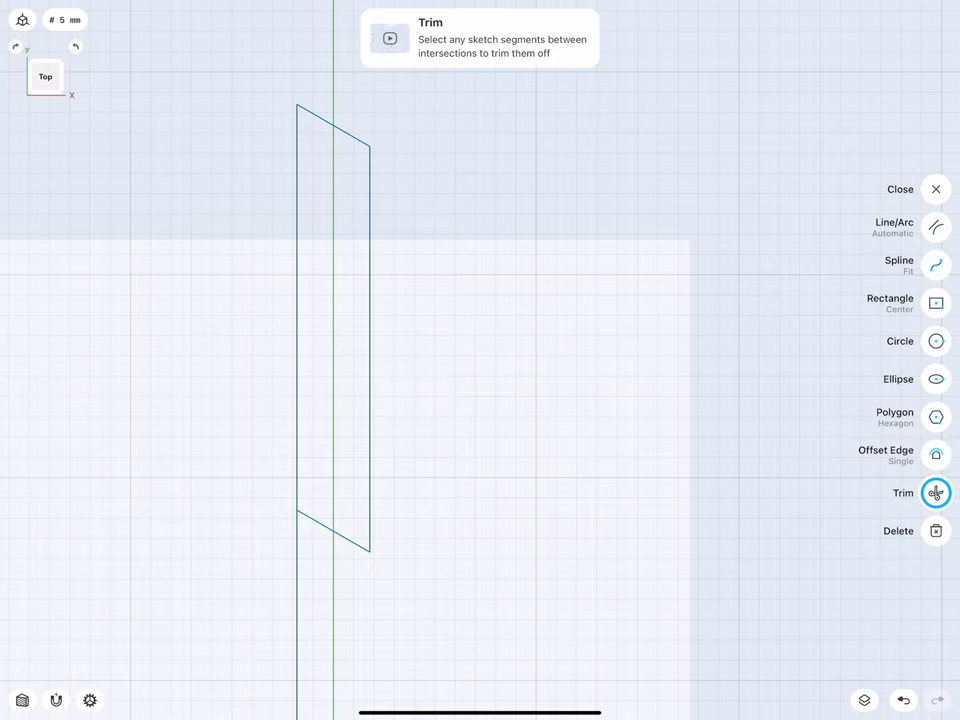 # 5 mm
Trim
Select any sketch segments between
intersections to trim them off
y
Top
X
Close
Line/Arc
Automatic
Spline
Fit
Rectangle
Center
Circle
Ellipse
Polygon
Hexagon
Offset Edge
Single
Trim
Delete